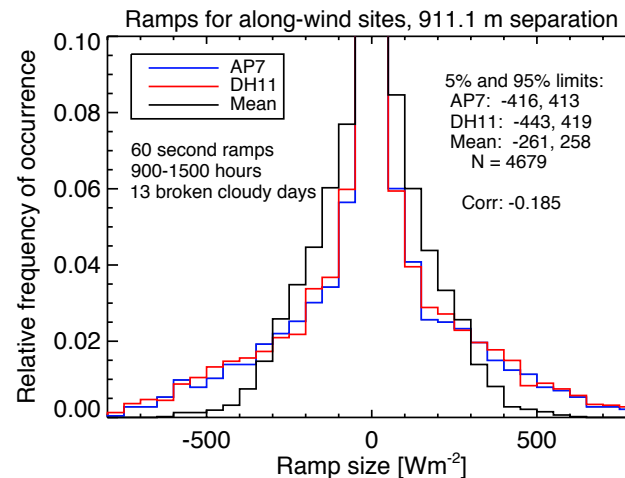 Ramps for along-wind sites, 911.1 m separation
0.10
0.08
0.06
0.04
0.02
0.00
Relative frequency of occurrence
AP7
DH11
Mean
60 second ramps
900-1500 hours
13 broken cloudy days
5% and 95% limits:
AP7: -416, 413
DH11: -443, 419
Mean: -261, 258
N = 4679
Corr: -0.185
-500 0 500
Ramp size [Wm⁻²]